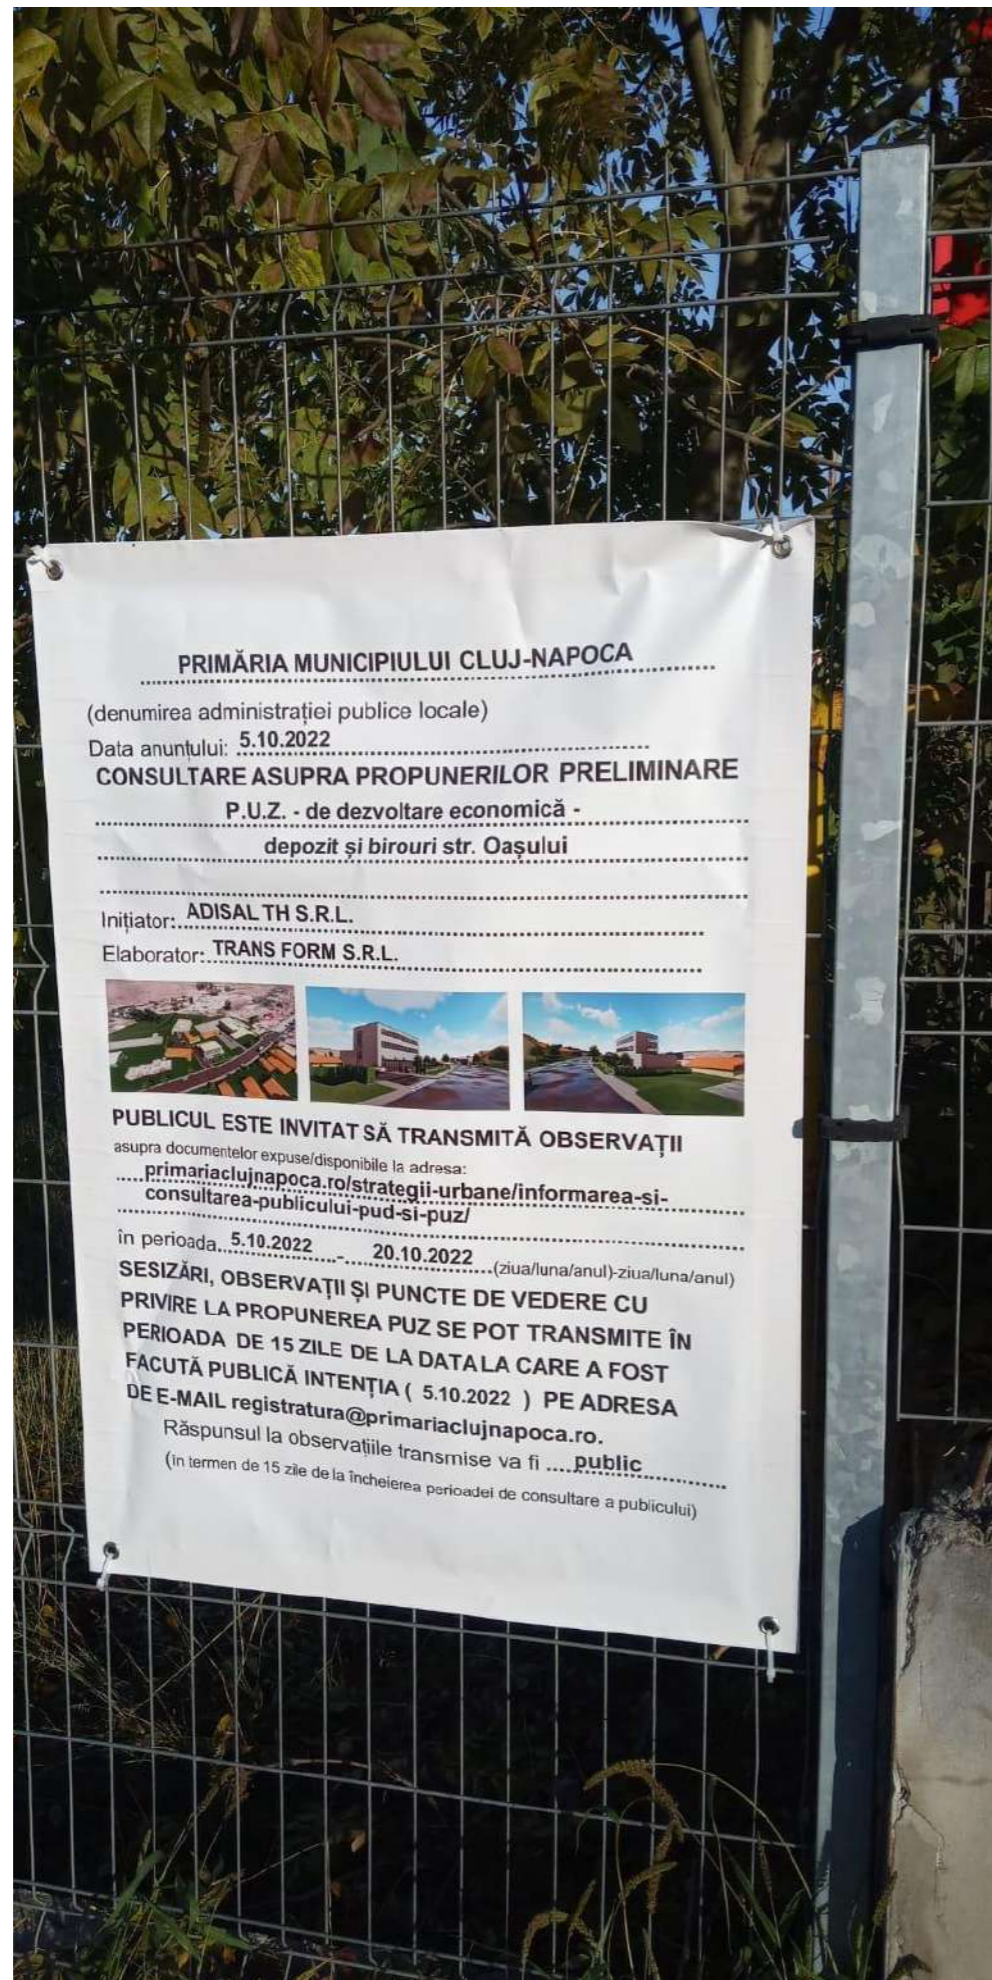 PRIMĂRIA MUNICIPIULUI CLUJ-NAPOCA
(denumirea administrației publice locale)
Data anunțului: 5.10.2022
CONSULTARE ASUPRA PROPUNERILOR PRELIMINARE
P.U.Z. - de dezvoltare economică -
depozit și birouri str. Oașului
Inițiator: ADISAL TH S.R.L.
Elaborator: TRANS FORM S.R.L.
PUBLICUL ESTE INVITAT SĂ TRANSMITĂ OBSERVAȚII
asupra documentelor expuse/disponibile la adresa:
primariaclujnapoca.ro/strategii-urbane/informarea-si-
consultarea-publicului-pud-si-puz/
în perioada 5.10.2022 - 20.10.2022 (ziua/luna/anul)-ziua/luna/anul)
SESIZĂRI, OBSERVAȚII ȘI PUNCTE DE VEDERE CU
PRIVIRE LA PROPUNEREA PUZ SE POT TRANSMITE ÎN
PERIOADA DE 15 ZILE DE LA DATA LA CARE A FOST
FACUTĂ PUBLICĂ INTENȚIA ( 5.10.2022 ) PE ADRESA
DE E-MAIL registratura@primariaclujnapoca.ro.
Răspunsul la observațiile transmise va fi .... public
(în termen de 15 zile de la încheierea perioadei de consultare a publicului)